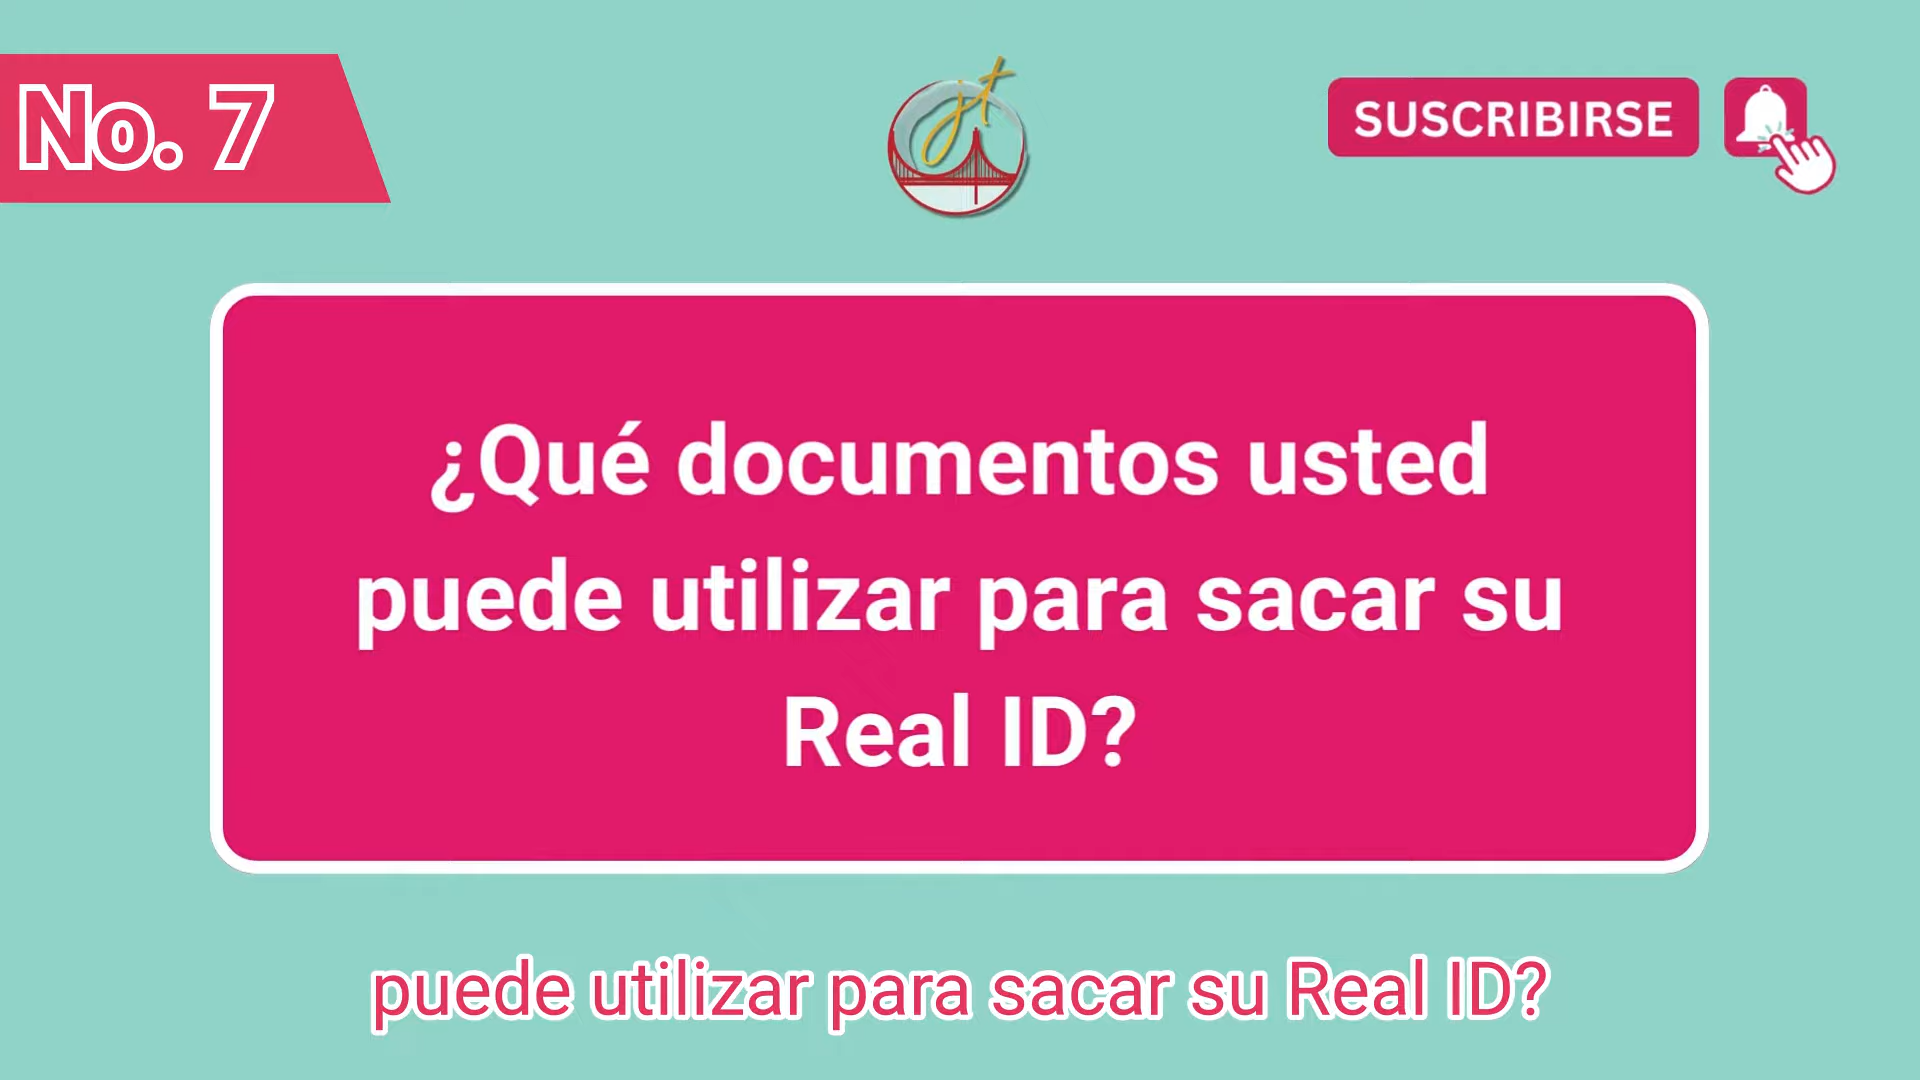 No. 7
jt
SUSCRIBIRSE
¿Qué documentos usted
puede utilizar para sacar su
Real ID?
puede utilizar para sacar su Real ID?